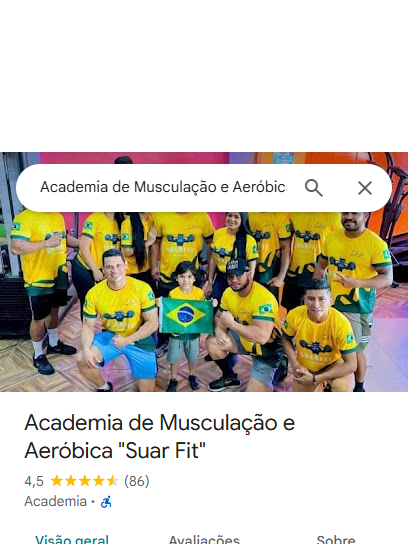 Academia de Musculação e Aeróbica
Academia de Musculação e
Aeróbica "Suar Fit"
4,5 (86)
Academia ·
Visão geral Avaliações Sobre